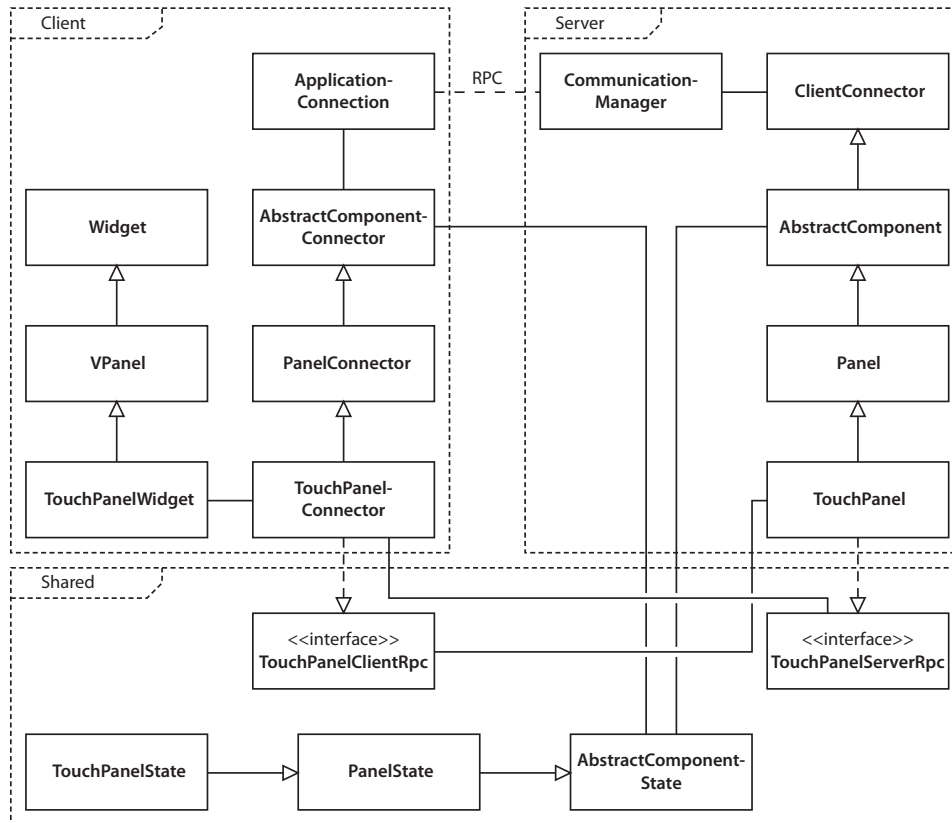 Client
Server
Application-
Connection
RPC
Communication-
Manager
ClientConnector
Widget
AbstractComponent-
Connector
AbstractComponent
VPanel
PanelConnector
Panel
TouchPanelWidget
TouchPanel-
Connector
TouchPanel
Shared
<<interface>>
TouchPanelClientRpc
<<interface>>
TouchPanelServerRpc
TouchPanelState
PanelState
AbstractComponent-
State